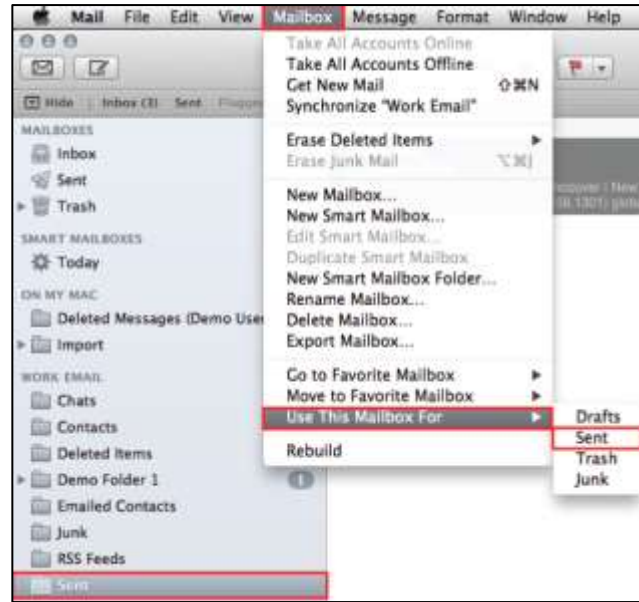 Mail File Edit View Mailbox Message Format Window Help
Hide Inbox (3) Sent
MAILBOXES
Inbox
Sent
Trash
SMART MAILBOXES
Today
ON MY MAC
Deleted Messages (Demo User
Import
WORK EMAIL
Chats
Contacts
Deleted Items
Demo Folder 1
Emailed Contacts
Junk
RSS Feeds
Sent
Take All Accounts Online
Take All Accounts Offline
Get New Mail ⇧⌘N
Synchronize "Work Email"
Erase Deleted Items
Erase Junk Mail ⌥⌘J
New Mailbox...
New Smart Mailbox...
Edit Smart Mailbox...
Duplicate Smart Mailbox
New Smart Mailbox Folder...
Rename Mailbox...
Delete Mailbox...
Export Mailbox...
Go to Favorite Mailbox
Move to Favorite Mailbox
Use This Mailbox For
Rebuild
Drafts
Sent
Trash
Junk